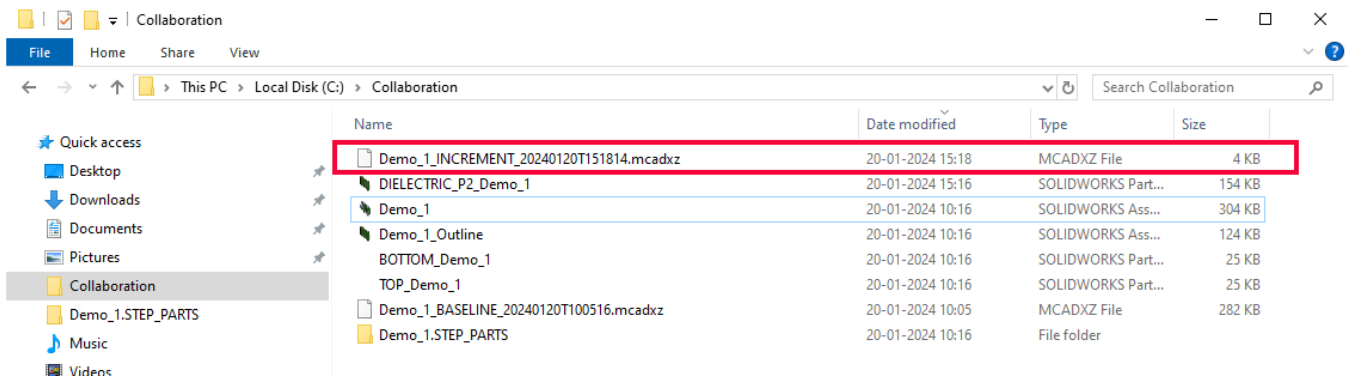 Collaboration
File Home Share View
This PC > Local Disk (C:) > Collaboration Search Collaboration
Name Date modified Type Size
Quick access
Desktop
Downloads
Documents
Pictures
Collaboration
Demo_1.STEP_PARTS
Music
Videos
Demo_1_INCREMENT_20240120T151814.mcadxz 20-01-2024 15:18 MCADXZ File 4 KB
DIELECTRIC_P2_Demo_1 20-01-2024 15:16 SOLIDWORKS Part... 154 KB
Demo_1 20-01-2024 10:16 SOLIDWORKS Ass... 304 KB
Demo_1_Outline 20-01-2024 10:16 SOLIDWORKS Ass... 124 KB
BOTTOM_Demo_1 20-01-2024 10:16 SOLIDWORKS Part... 25 KB
TOP_Demo_1 20-01-2024 10:16 SOLIDWORKS Part... 25 KB
Demo_1_BASELINE_20240120T100516.mcadxz 20-01-2024 10:05 MCADXZ File 282 KB
Demo_1.STEP_PARTS 20-01-2024 10:16 File folder